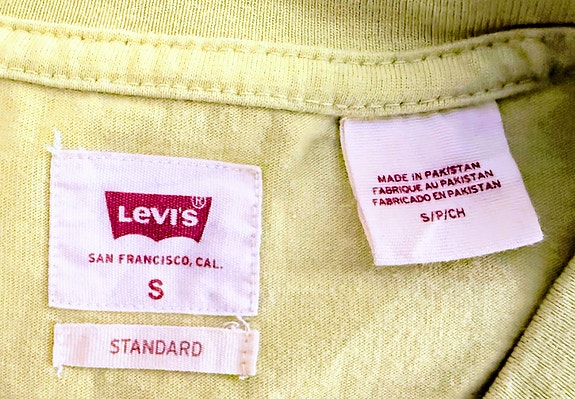 LEVI'S®
SAN FRANCISCO, CAL.
S
STANDARD
MADE IN PAKISTAN
FABRIQUE AU PAKISTAN
FABRICADO EN PAKISTAN
S/P/CH